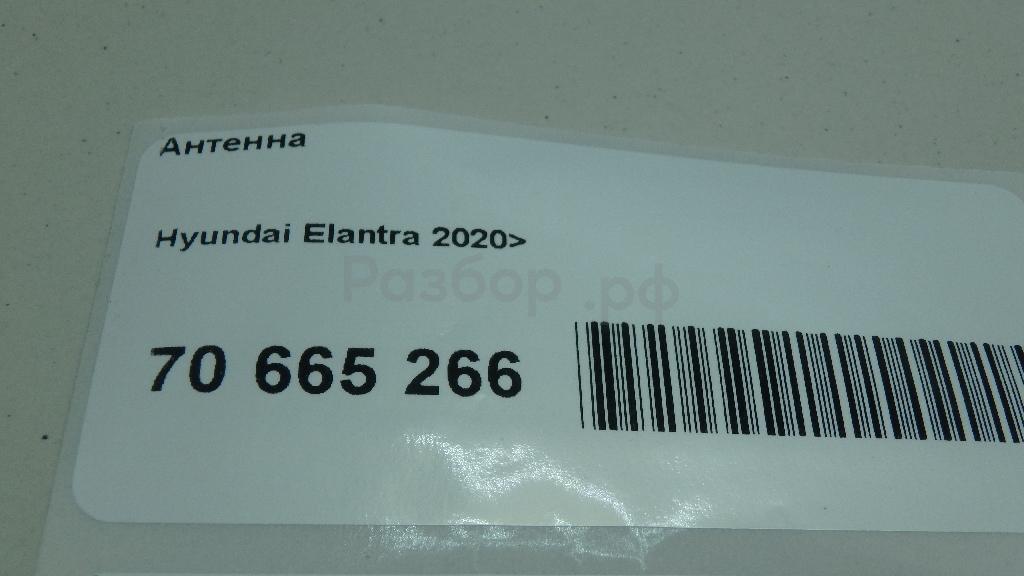 Антенна
Hyundai Elantra 2020>
Разбор.рф
70 665 266